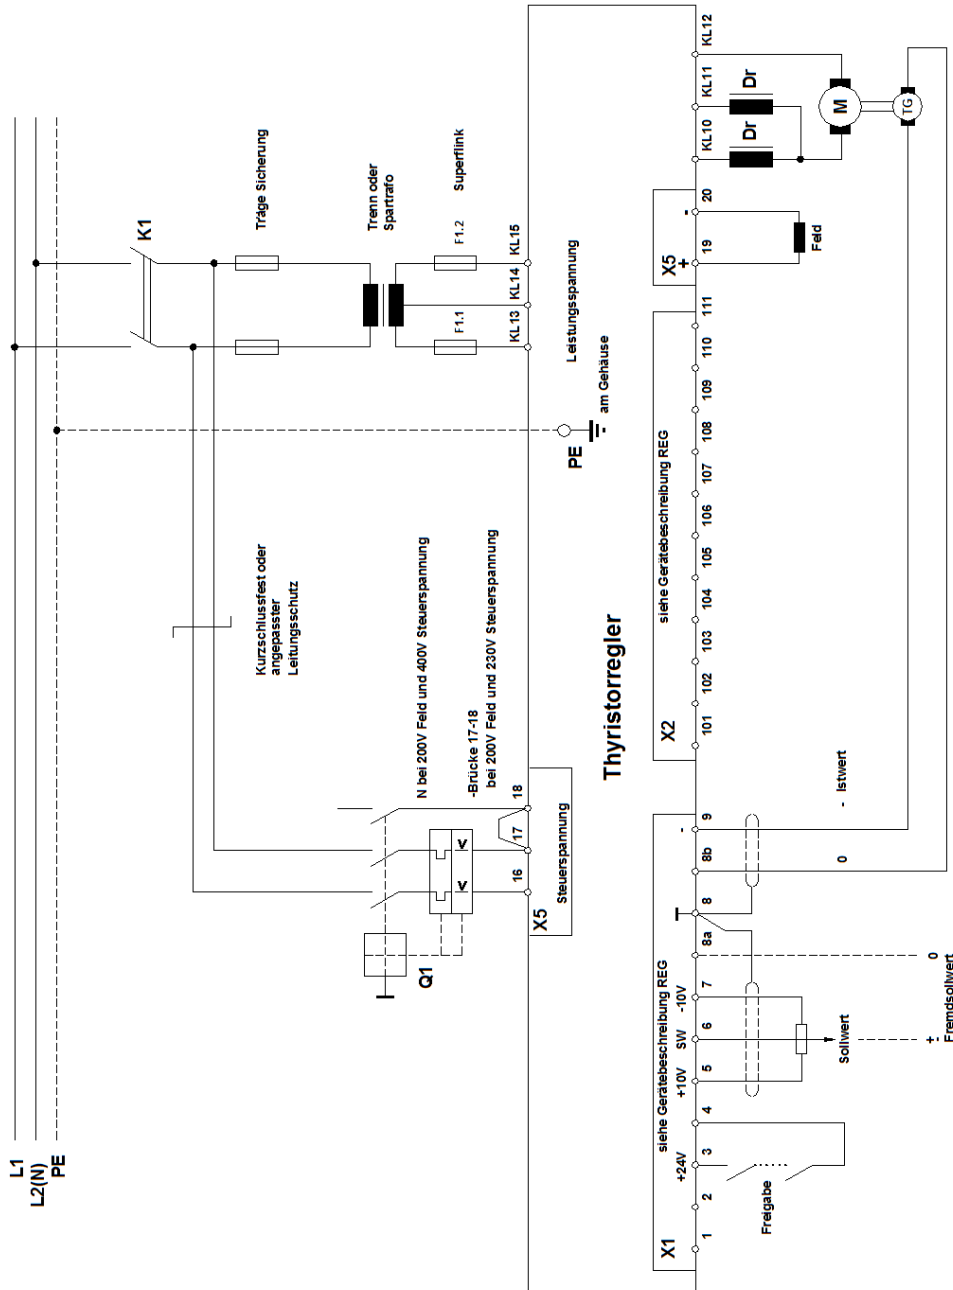 L1
L2(N)
PE
K1
Träge Sicherung
Trenn oder
Spartrafo
F1.2
Superflink
F1.1
KL13
KL14
KL15
Leistungsspannung
PE
am Gehäuse
Kurzschlussfest oder
angepasster
Leitungsschutz
N bei 200V Feld und 400V Steuerspannung
-Brücke 17-18
bei 200V Feld und 230V Steuerspannung
Q1
16
17
18
X5
Steuerspannung
Thyristorregler
X1
siehe Gerätebeschreibung REG
+24V
+10V
SW
-10V
-
1
2
3
4
5
6
7
8a
8
8b
9
Freigabe
Sollwert
+
-
Fremdsollwert
0
0
- Istwert
X2
siehe Gerätebeschreibung REG
101
102
103
104
105
106
107
108
109
110
111
X5
+
-
19
20
Feld
KL10
KL11
KL12
Dr
Dr
M
TG